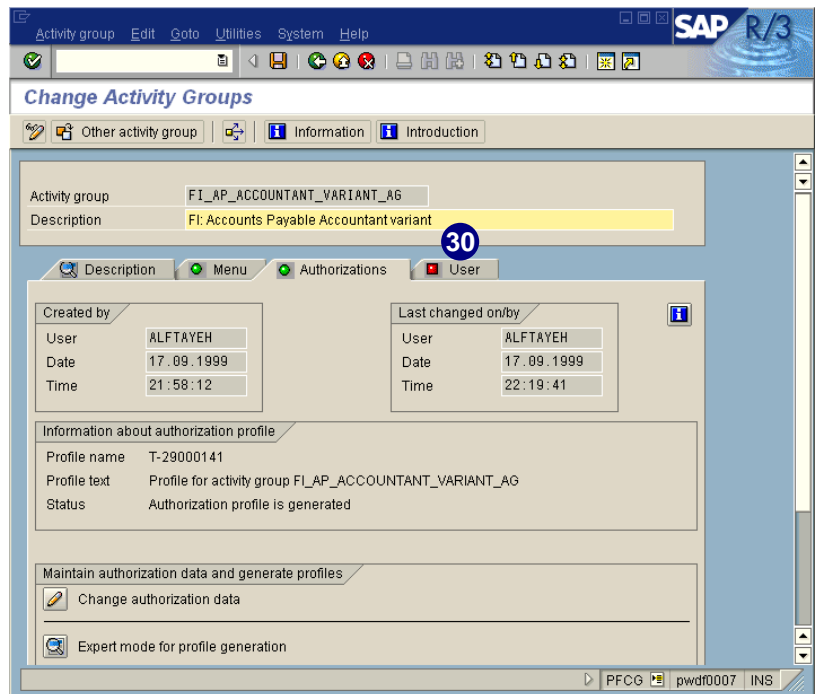 Activity group Edit Goto Utilities System Help
SAP R/3
Change Activity Groups
Other activity group Information Introduction
Activity group FI_AP_ACCOUNTANT_VARIANT_AG
Description FI: Accounts Payable Accountant variant
30
Description Menu Authorizations User
Created by Last changed on/by
User ALFTAYEH User ALFTAYEH
Date 17.09.1999 Date 17.09.1999
Time 21:58:12 Time 22:19:41
Information about authorization profile
Profile name T-29000141
Profile text Profile for activity group FI_AP_ACCOUNTANT_VARIANT_AG
Status Authorization profile is generated
Maintain authorization data and generate profiles
Change authorization data
Expert mode for profile generation
PFCG pwdf0007 INS